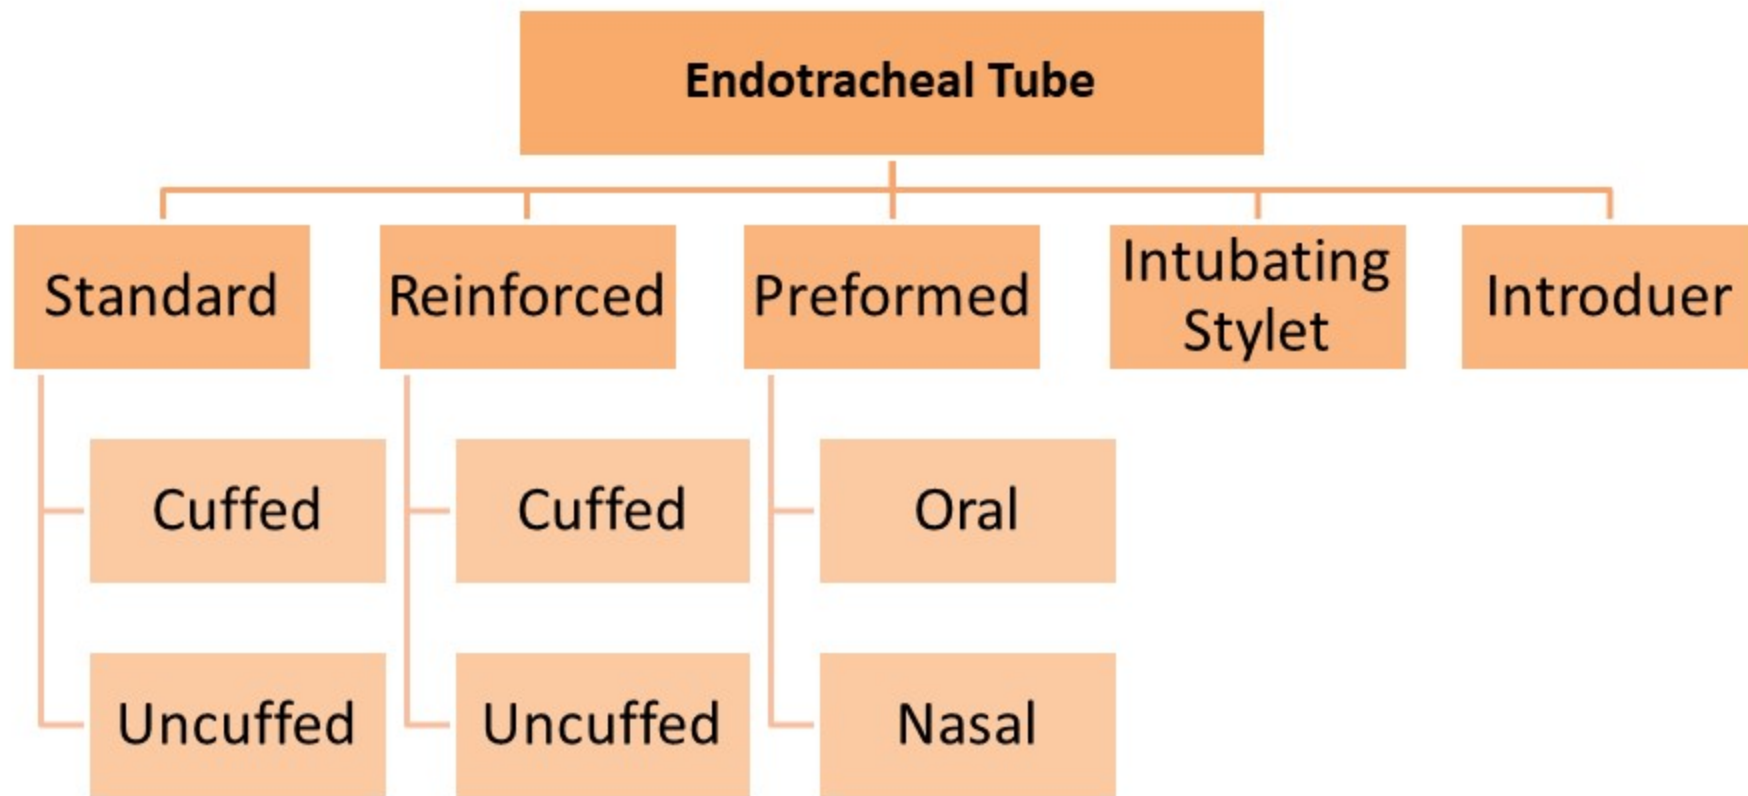 Endotracheal Tube
Standard
Reinforced
Preformed
Intubating
Stylet
Introduer
Cuffed
Cuffed
Oral
Uncuffed
Uncuffed
Nasal